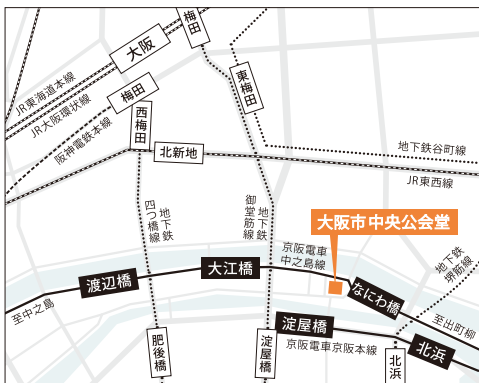 梅田
大阪
JR東海道本線
JR大阪環状線
梅田
阪神電鉄本線
東梅田
西梅田
北新地
地下鉄谷町線
JR東西線
地下鉄
四つ橋線
地下鉄
御堂筋線
大阪市中央公会堂
京阪電車
中之島線
地下鉄
堺筋線
大江橋
渡辺橋
なにわ橋
至中之島
至出町柳
淀屋橋
京阪電車京阪本線
北浜
肥後橋
淀屋橋
北浜